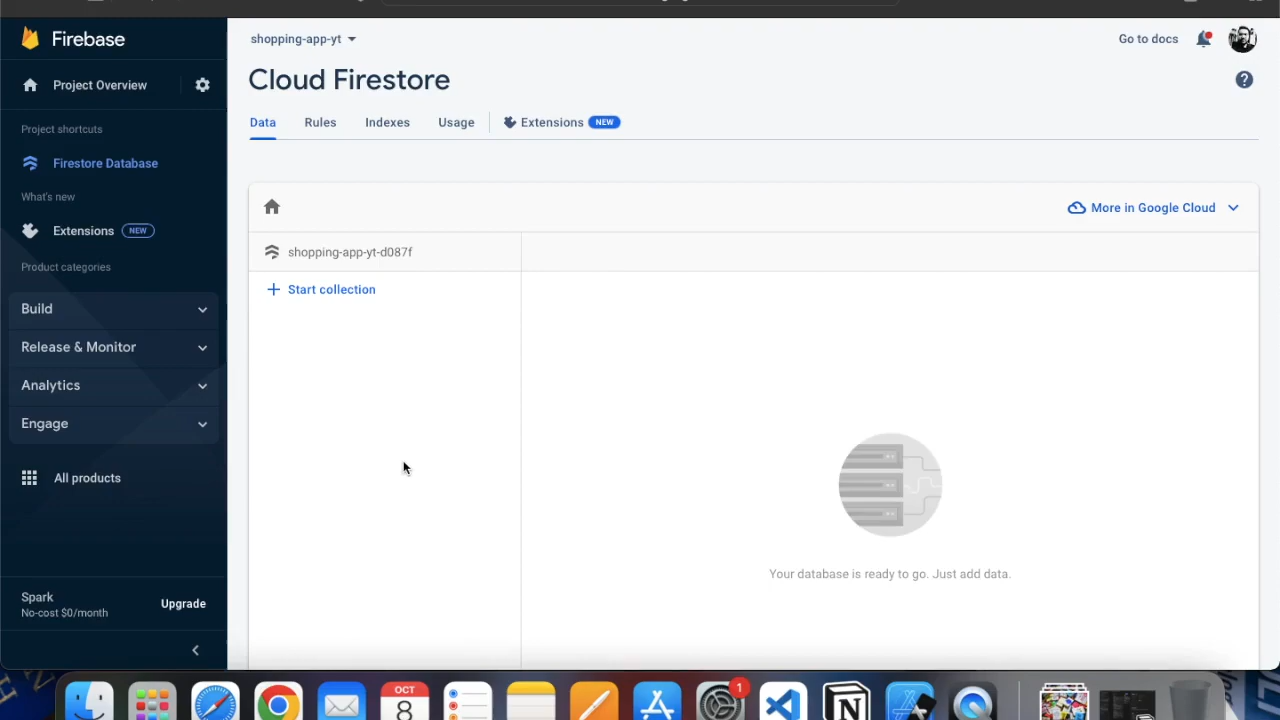 Firebase
shopping-app-yt
Go to docs
Project Overview
Cloud Firestore
Project shortcuts
Data
Rules
Indexes
Usage
Extensions
NEW
Firestore Database
What's new
Extensions
NEW
More in Google Cloud
Product categories
shopping-app-yt-d087f
Start collection
Build
Release & Monitor
Analytics
Engage
All products
Your database is ready to go. Just add data.
Spark
No-cost $0/month
Upgrade
OCT
8
1